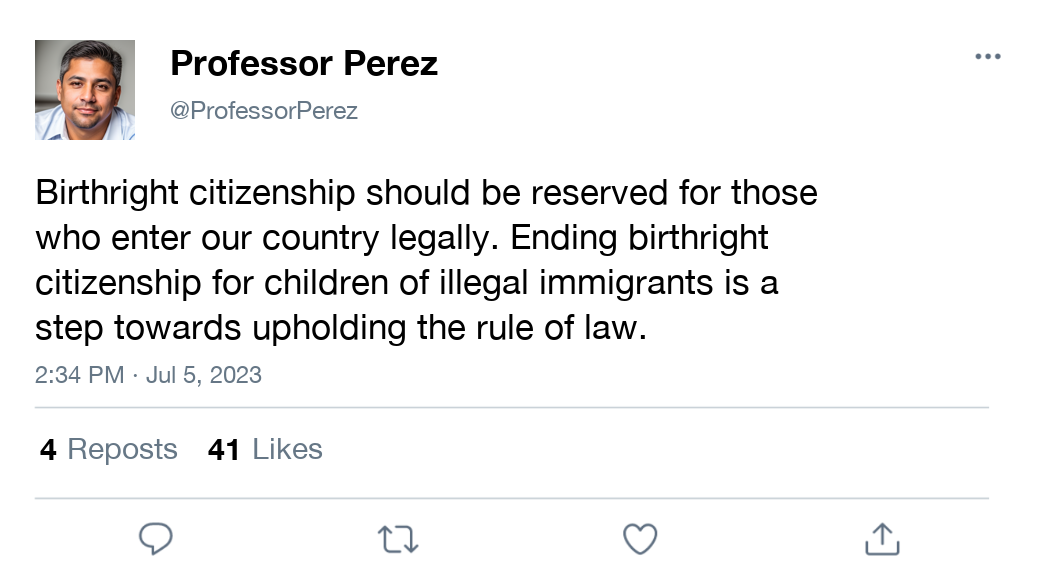 Professor Perez
@ProfessorPerez
Birthright citizenship should be reserved for those
who enter our country legally. Ending birthright
citizenship for children of illegal immigrants is a
step towards upholding the rule of law.
2:34 PM · Jul 5, 2023
4 Reposts 41 Likes